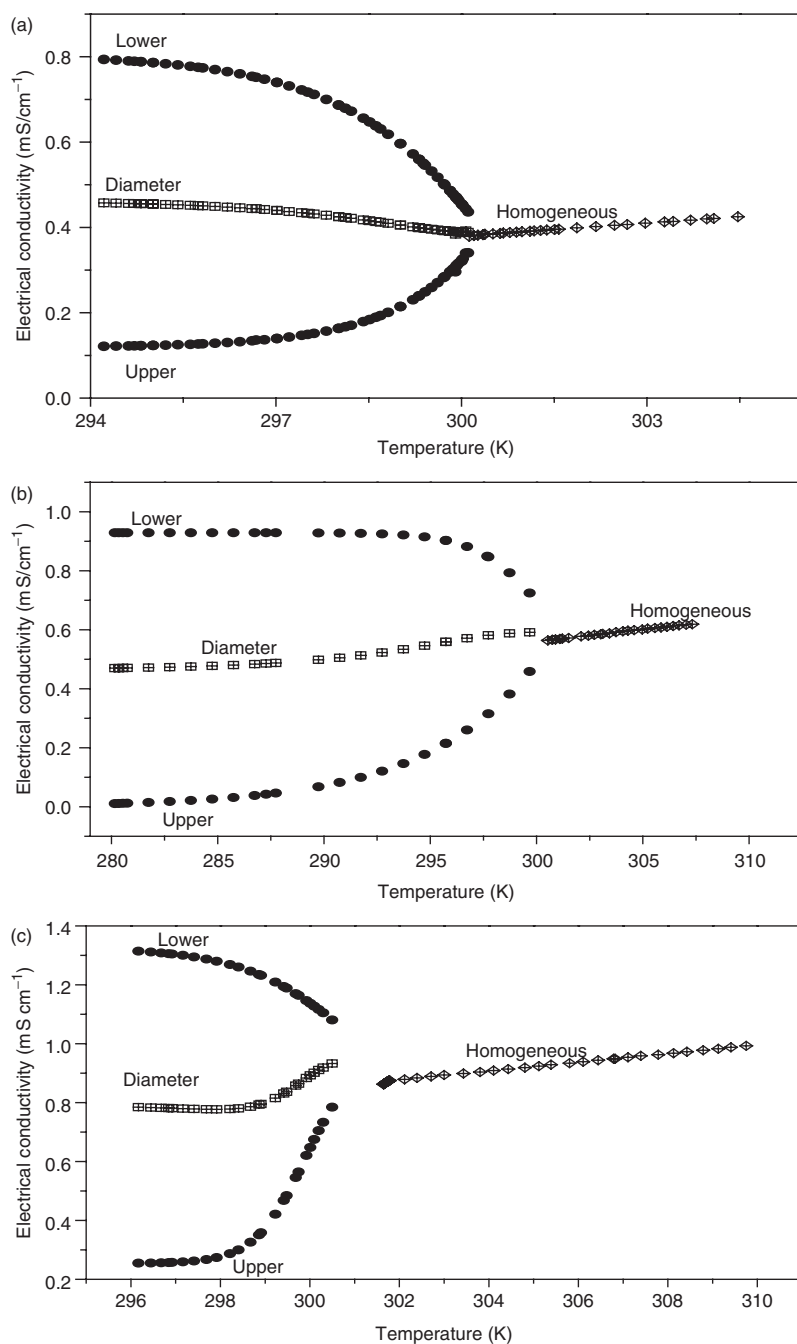 (a)
Lower
Diameter
Homogeneous
Upper
Electrical conductivity (mS/cm⁻¹)
0.8
0.6
0.4
0.2
0.0
294
297
300
303
Temperature (K)
(b)
Lower
Diameter
Homogeneous
Upper
Electrical conductivity (mS/cm⁻¹)
1.0
0.9
0.6
0.4
0.2
0.0
280
285
290
295
300
305
310
Temperature (K)
(c)
Lower
Diameter
Homogeneous
Upper
Electrical conductivity (mS cm⁻¹)
1.4
1.2
1.0
0.8
0.6
0.4
0.2
296
298
300
302
304
306
308
310
Temperature (K)